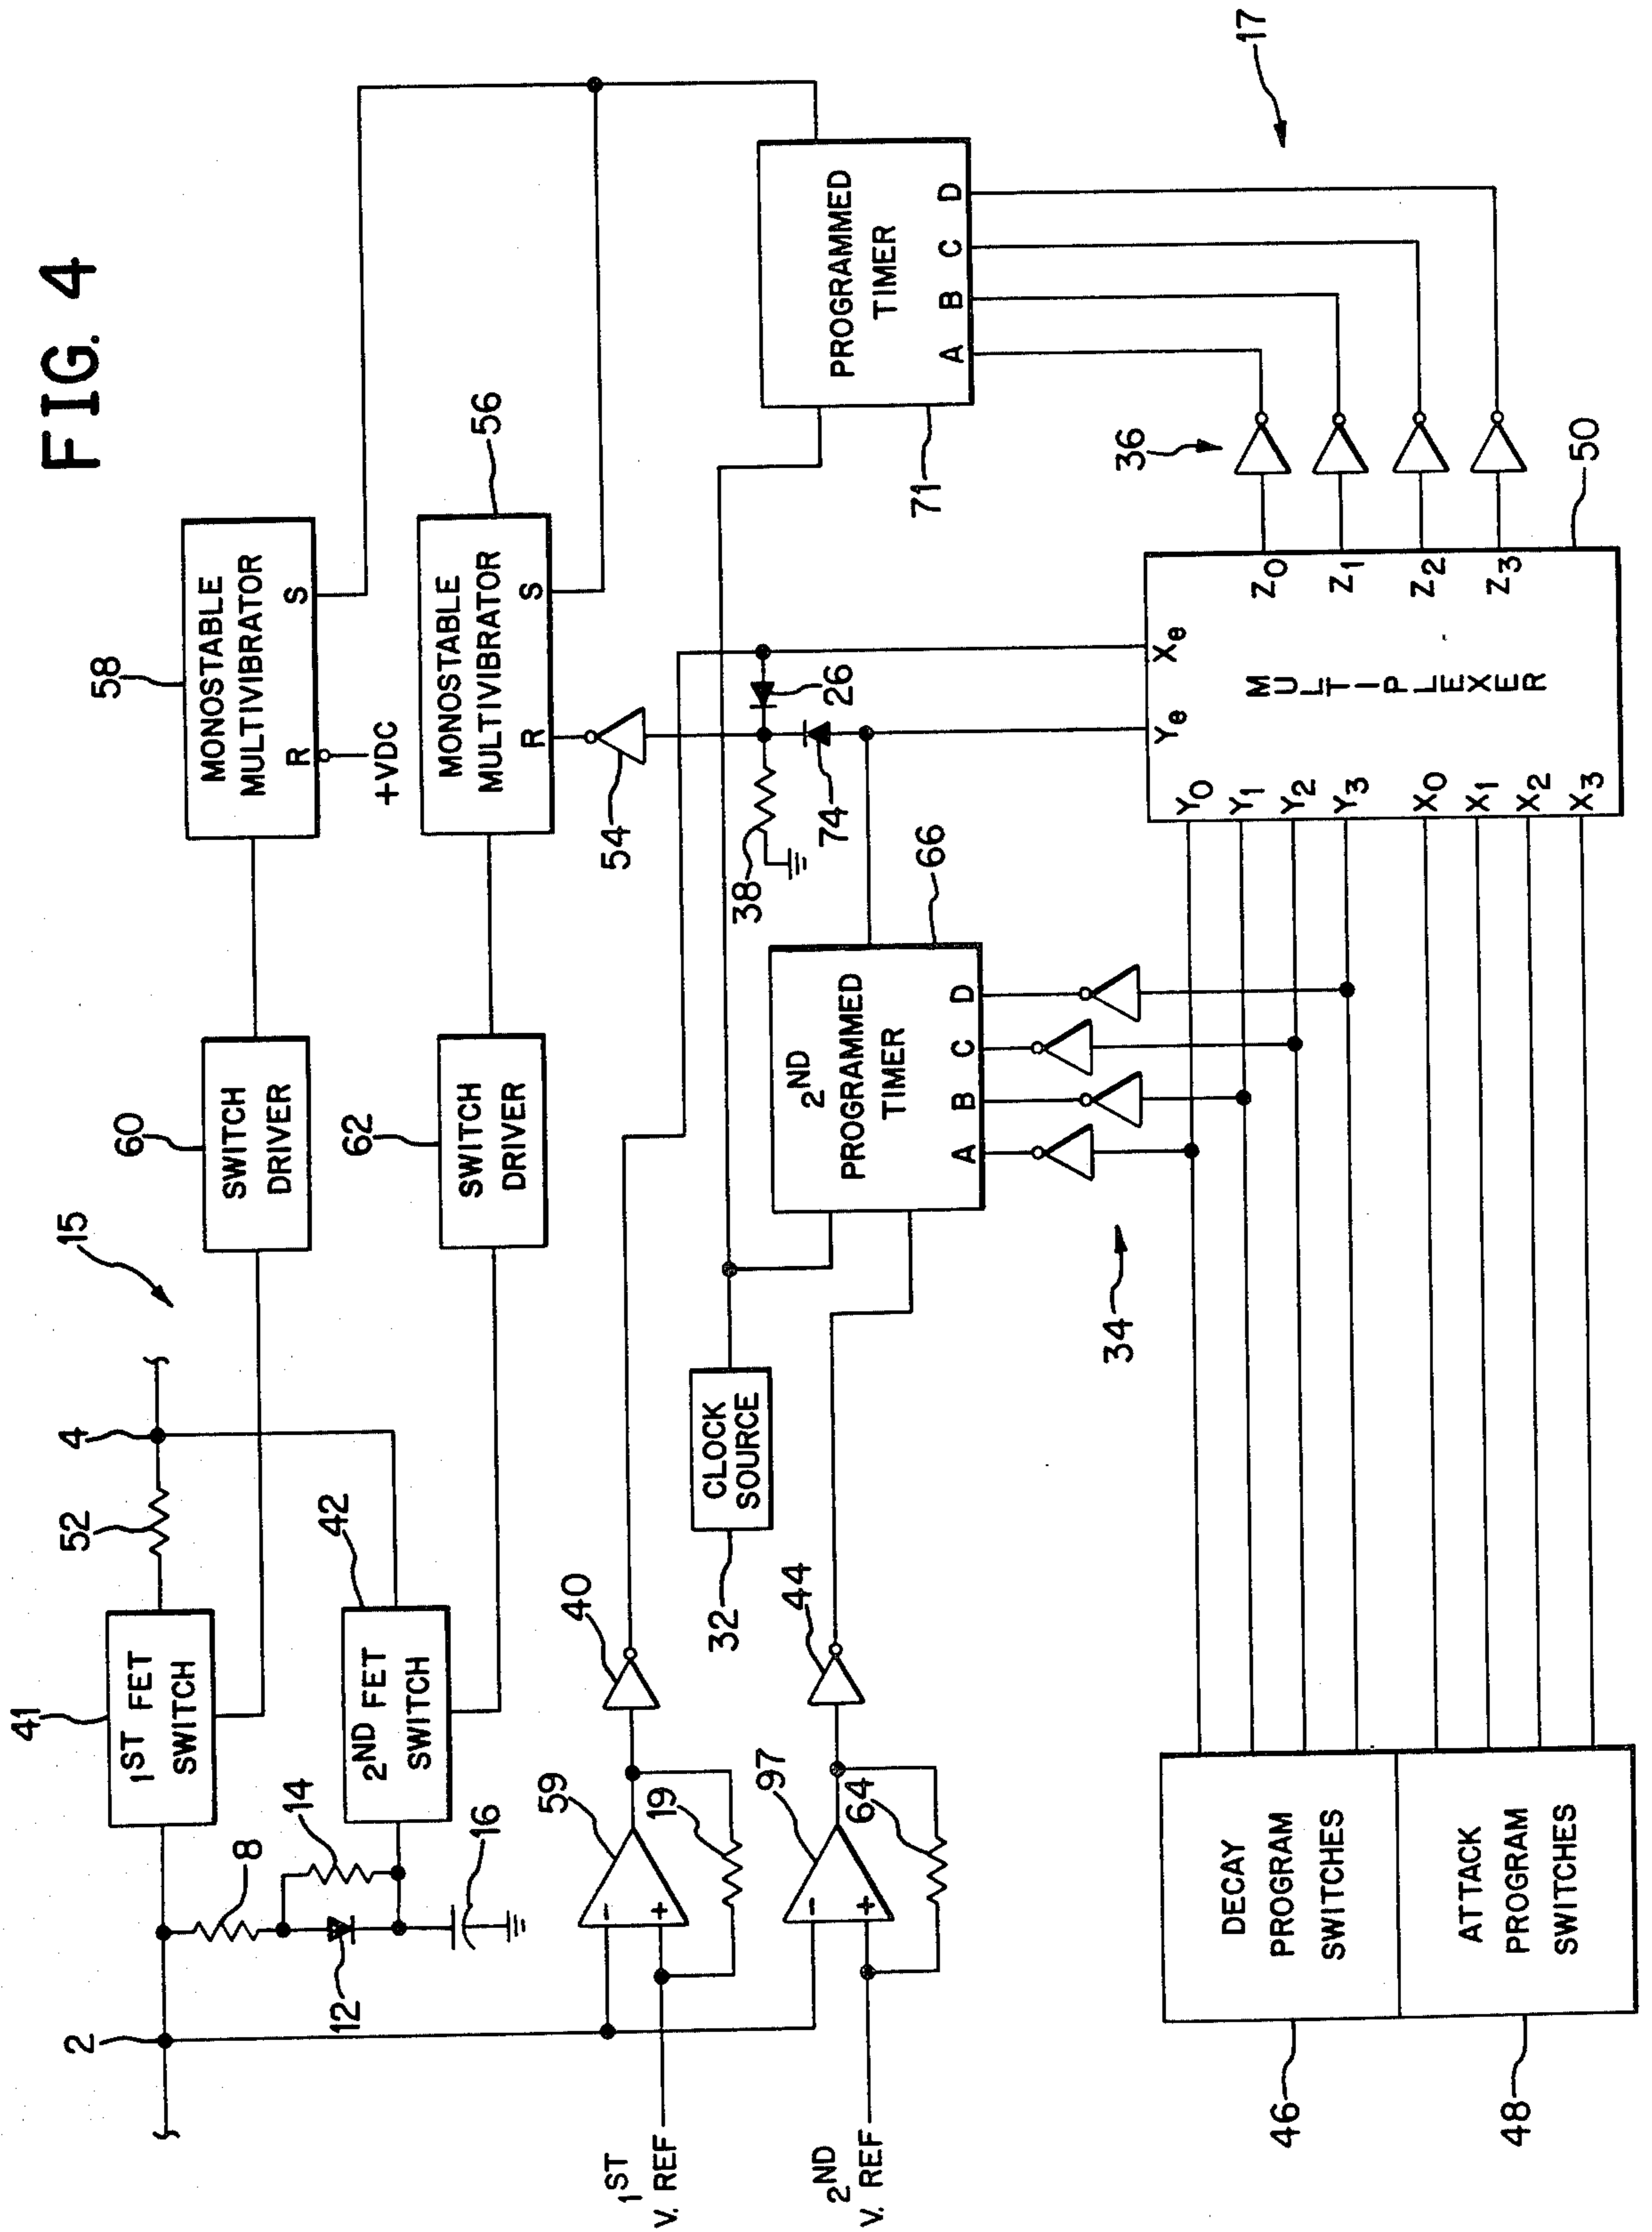 FIG. 4
15
4
52
41
1ST FET
SWITCH
42
2ND FET
SWITCH
14
8
12
16
2
60
SWITCH
DRIVER
62
SWITCH
DRIVER
58
MONOSTABLE
MULTIVIBRATOR
R
S
+VDC
56
MONOSTABLE
MULTIVIBRATOR
R
S
54
38
26
74
59
-
+
19
40
1ST
V. REF
97
-
+
64
44
2ND
V. REF
32
CLOCK
SOURCE
66
2ND
PROGRAMMED
TIMER
A
B
C
D
34
71
PROGRAMMED
TIMER
A
B
C
D
17
36
50
MULTIPLEXER
Ye
Xe
Y0
Y1
Y2
Y3
X0
X1
X2
X3
Z0
Z1
Z2
Z3
46
DECAY
PROGRAM
SWITCHES
48
ATTACK
PROGRAM
SWITCHES